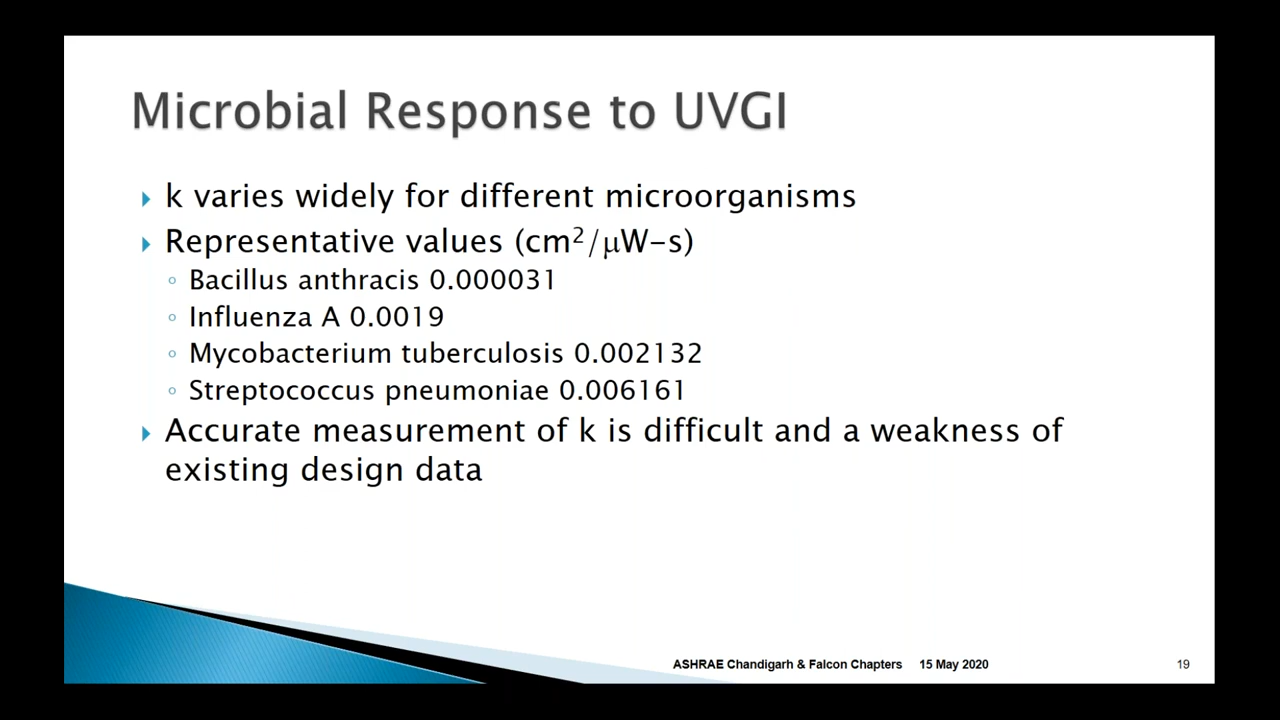 Microbial Response to UVGI
k varies widely for different microorganisms
Representative values (cm²/μW-s)
Bacillus anthracis 0.000031
Influenza A 0.0019
Mycobacterium tuberculosis 0.002132
Streptococcus pneumoniae 0.006161
Accurate measurement of k is difficult and a weakness of
existing design data
ASHRAE Chandigarh & Falcon Chapters 15 May 2020 19